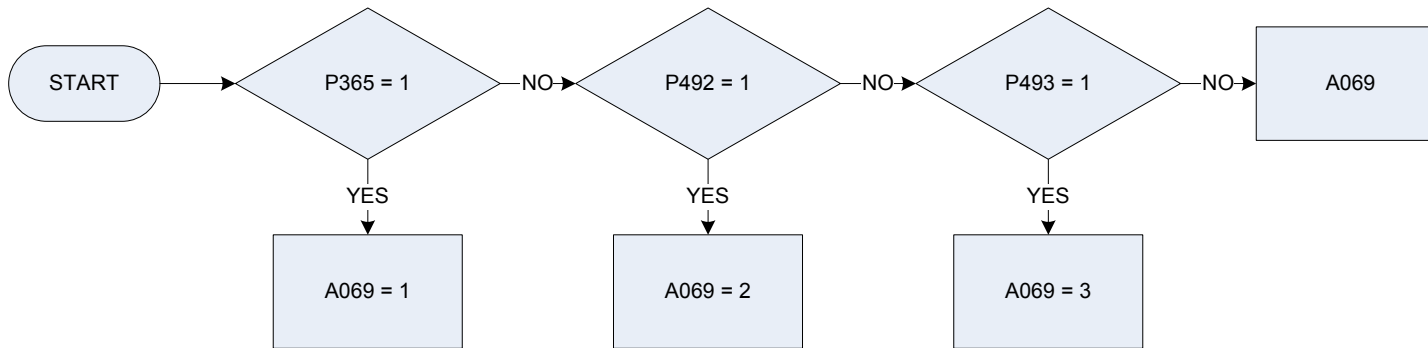 START
P365 = 1
NO
P492 = 1
NO
P493 = 1
NO
A069
YES
YES
YES
A069 = 1
A069 = 2
A069 = 3